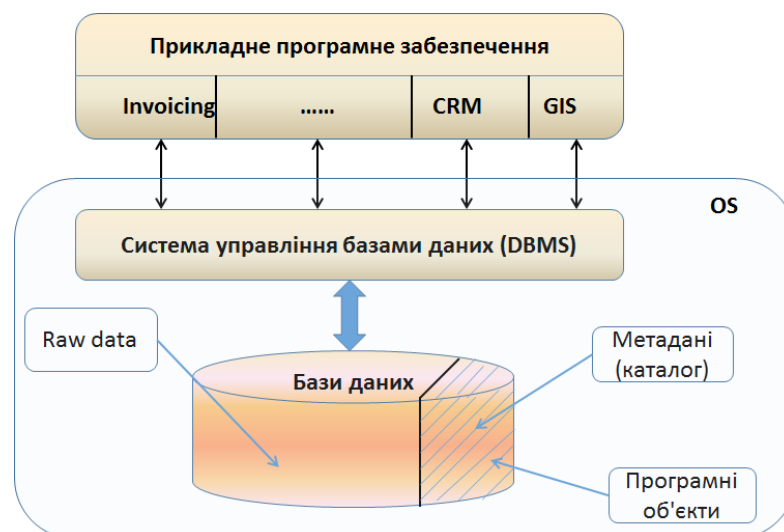 Прикладне програмне забезпечення
Invoicing ...... CRM GIS
OS
Система управління базами даних (DBMS)
Raw data
Метадані
(каталог)
Бази даних
Програмні
об'єкти